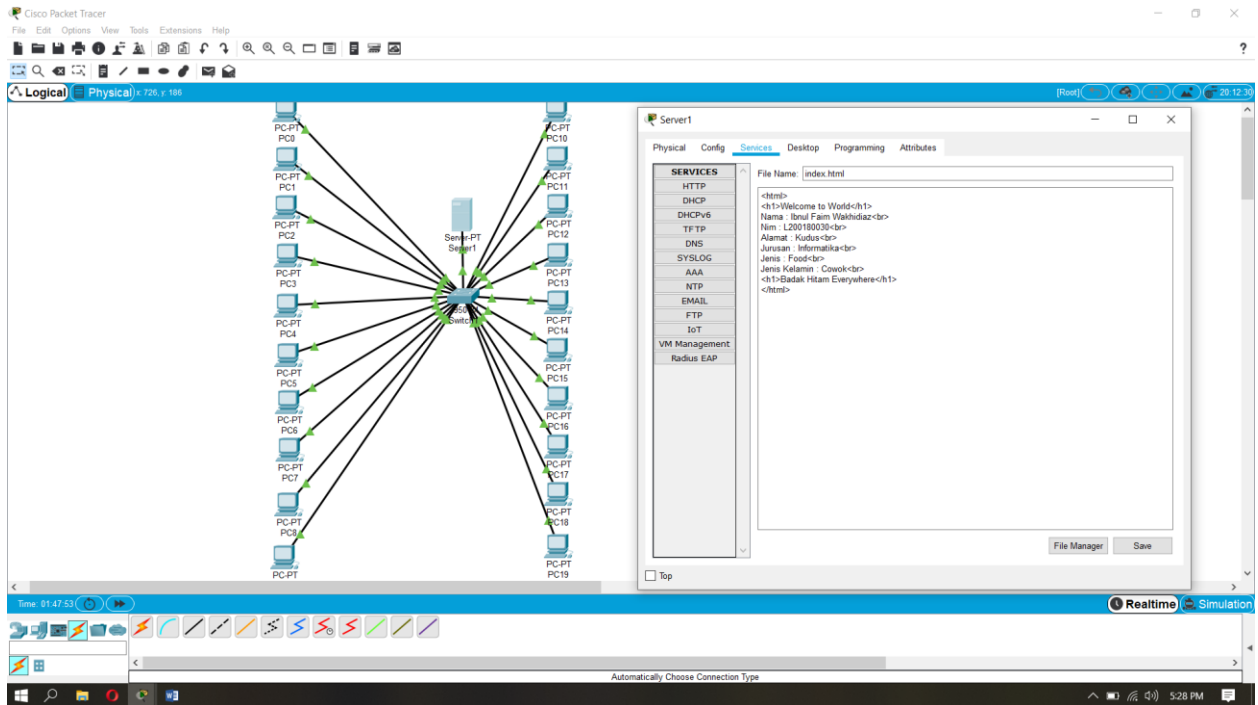 Cisco Packet Tracer
File Edit Options View Tools Extensions Help
?
Logical Physical x: 726, y: 186 [Root] 20:12:30
PC-PT
PC0
PC-PT
PC1
PC-PT
PC2
PC-PT
PC3
PC-PT
PC4
PC-PT
PC5
PC-PT
PC6
PC-PT
PC7
PC-PT
PC8
PC-PT
Server-PT
Server1
Switch
PC-PT
PC10
PC-PT
PC11
PC-PT
PC12
PC-PT
PC13
PC-PT
PC14
PC-PT
PC15
PC-PT
PC16
PC-PT
PC17
PC-PT
PC18
PC-PT
PC19
Server1
Physical Config Services Desktop Programming Attributes
SERVICES
HTTP
DHCP
DHCPv6
TFTP
DNS
SYSLOG
AAA
NTP
EMAIL
FTP
IoT
VM Management
Radius EAP
File Name: index.html
<html>
<h1>Welcome to World</h1>
Nama : Ibnul Faim Wakhidiaz<br>
Nim : L200180030<br>
Alamat : Kudus<br>
Jurusan : Informatika<br>
Jenis : Food<br>
Jenis Kelamin : Cowok<br>
<h1>Badak Hitam Everywhere</h1>
</html>
File Manager Save
Top
Time: 01:47:53 Realtime Simulation
Automatically Choose Connection Type
5:28 PM